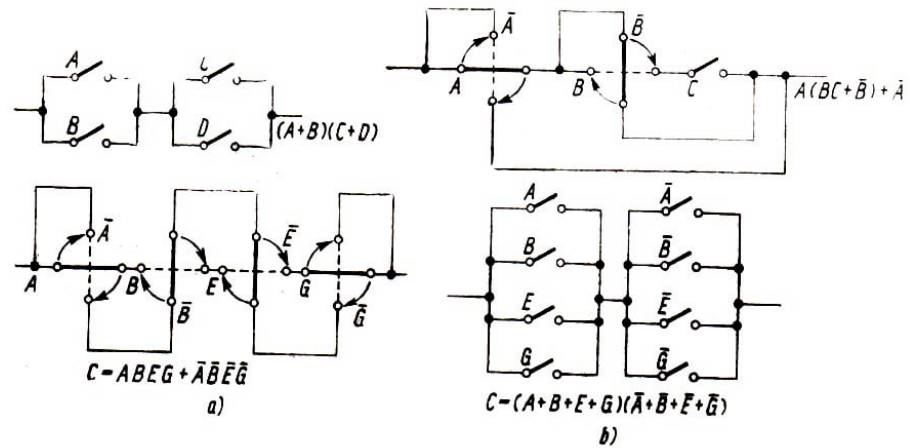 A
C
B
D
(A+B)(C+D)
A
Ā
B
B̄
E
Ē
G
Ḡ
C=ABEG+ĀB̄ĒḠ
a)
Ā
A
B
B̄
C
A(BC+B̄)+Ā
A
Ā
B
B̄
E
Ē
G
Ḡ
C=(A+B+E+G)(Ā+B̄+Ē+Ḡ)
b)